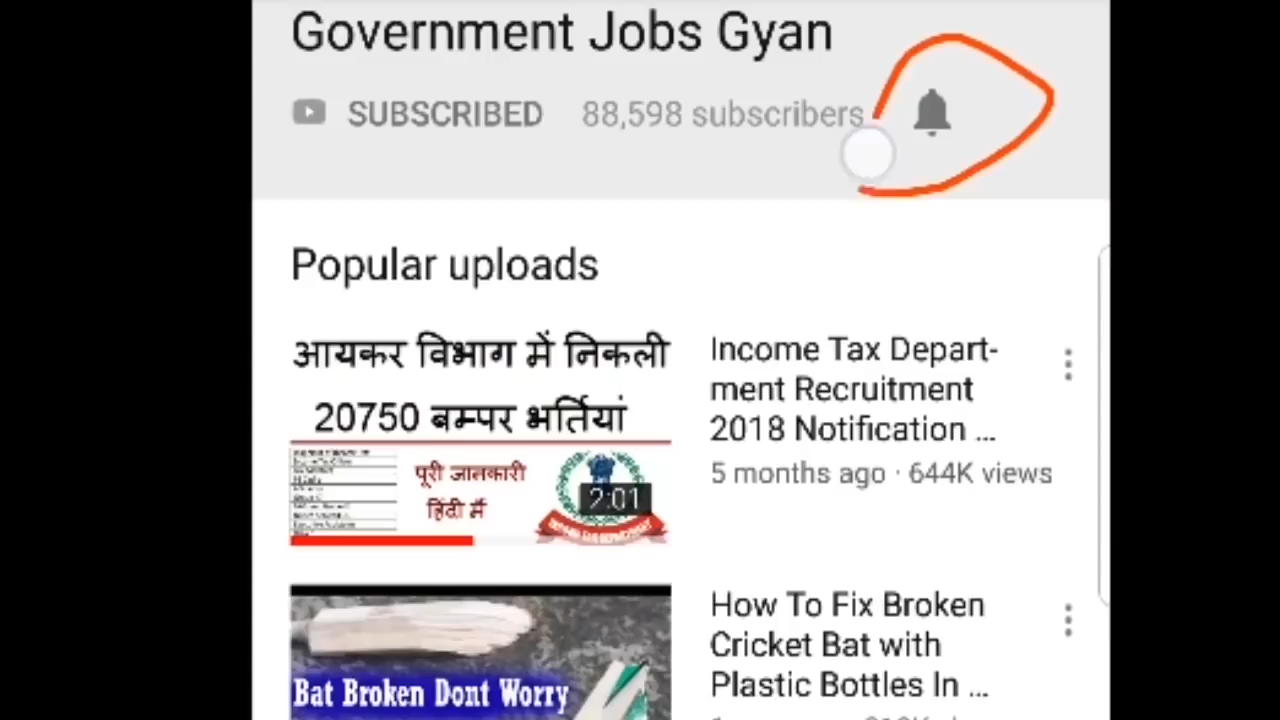 Government Jobs Gyan
SUBSCRIBED 88,598 subscribers
Popular uploads
आयकर विभाग में निकली
20750 बम्पर भर्तियां
पूरी जानकारी
हिंदी में
2:01
Income Tax Depart-
ment Recruitment
2018 Notification ...
5 months ago · 644K views
Bat Broken Dont Worry
How To Fix Broken
Cricket Bat with
Plastic Bottles In ...